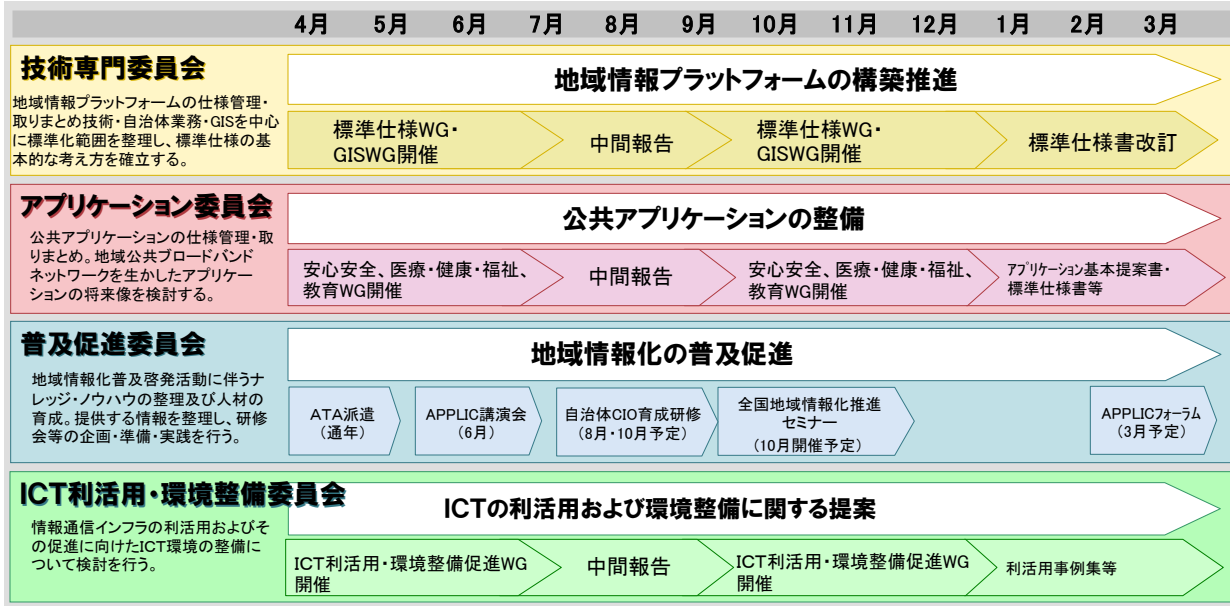 4月 5月 6月 7月 8月 9月 10月 11月 12月 1月 2月 3月
技術専門委員会
地域情報プラットフォームの仕様管理・
取りまとめ技術・自治体業務・GISを中心
に標準化範囲を整理し、標準仕様の基
本的な考え方を確立する。
地域情報プラットフォームの構築推進
標準仕様WG・
GISWG開催
中間報告
標準仕様WG・
GISWG開催
標準仕様書改訂
アプリケーション委員会
公共アプリケーションの仕様管理・取
りまとめ。地域公共ブロードバンド
ネットワークを生かしたアプリケー
ションの将来像を検討する。
公共アプリケーションの整備
安心安全、医療・健康・福祉、
教育WG開催
中間報告
安心安全、医療・健康・福祉、
教育WG開催
アプリケーション基本提案書・
標準仕様書等
普及促進委員会
地域情報化普及啓発活動に伴うナ
レッジ・ノウハウの整理及び人材の
育成。提供する情報を整理し、研修
会等の企画・準備・実践を行う。
地域情報化の普及促進
ATA派遣
(通年)
APPLIC講演会
(6月)
自治体CIO育成研修
(8月・10月予定)
全国地域情報化推進
セミナー
(10月開催予定)
APPLICフォーラム
(3月予定)
ICT利活用・環境整備委員会
情報通信インフラの利活用およびそ
の促進に向けたICT環境の整備に
ついて検討を行う。
ICTの利活用および環境整備に関する提案
ICT利活用・環境整備促進WG
開催
中間報告
ICT利活用・環境整備促進WG
開催
利活用事例集等